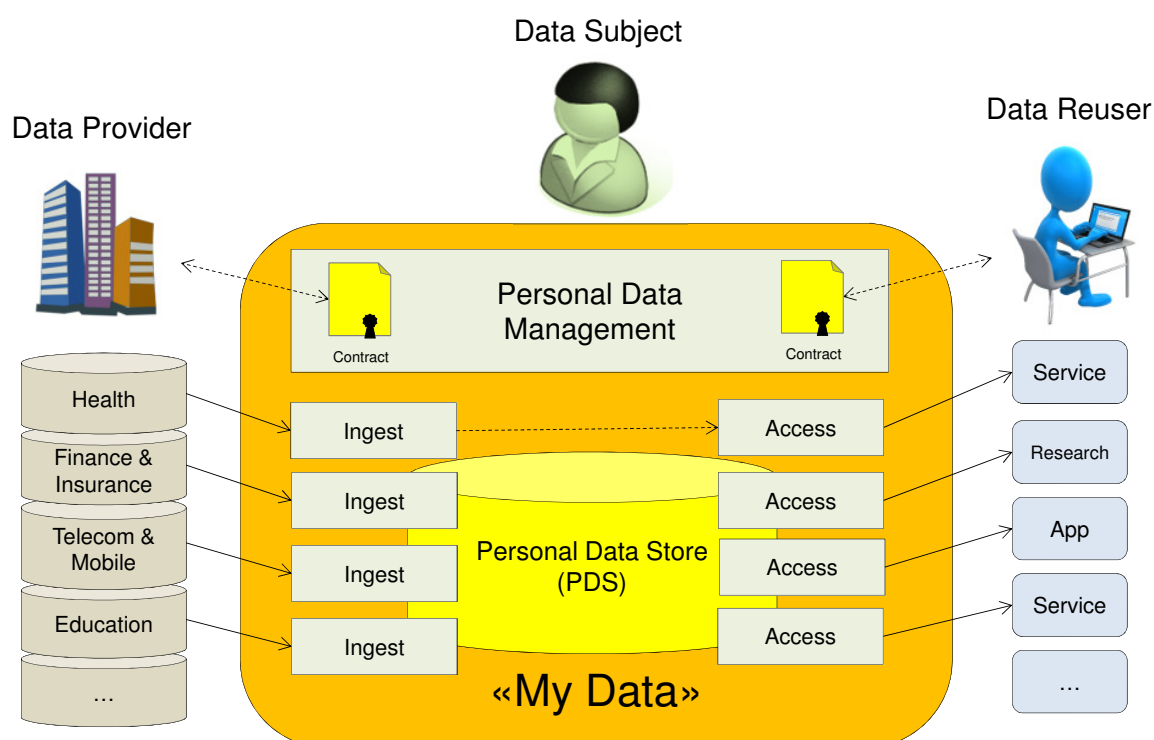 Data Subject
Data Provider
Data Reuser
Personal Data
Management
Contract
Contract
Health
Finance &
Insurance
Telecom &
Mobile
Education
…
Ingest
Ingest
Ingest
Ingest
Personal Data Store
(PDS)
Access
Access
Access
Access
Service
Research
App
Service
…
«My Data»